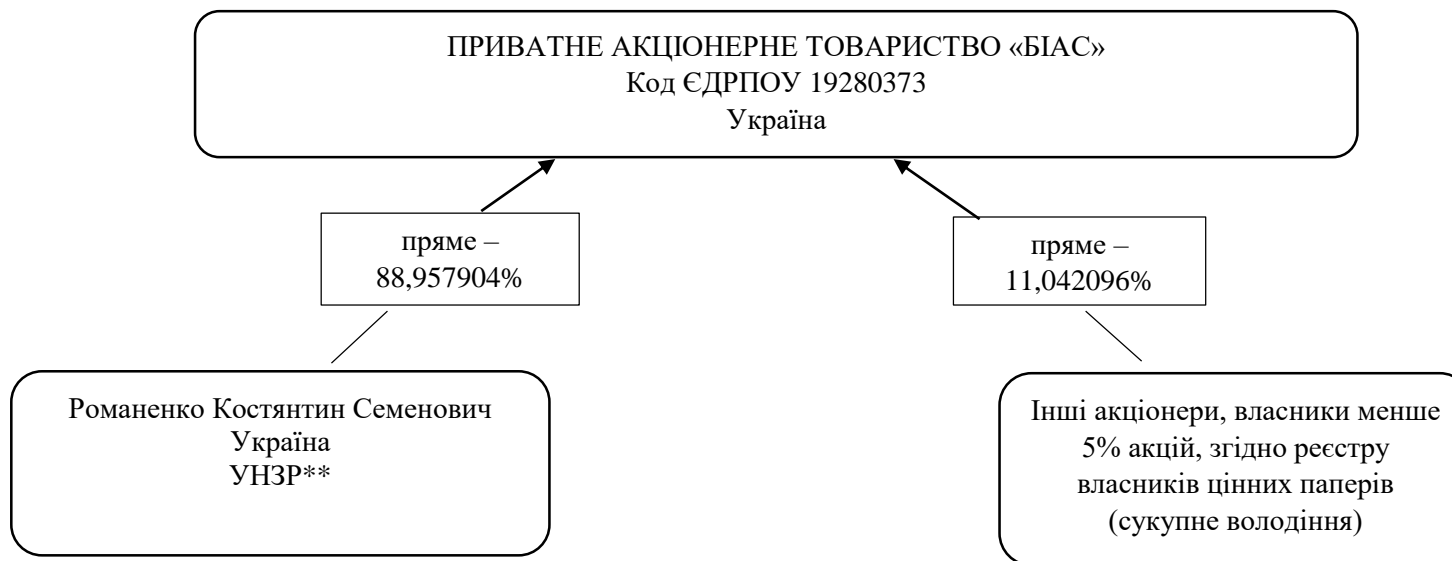 ПРИВАТНЕ АКЦІОНЕРНЕ ТОВАРИСТВО «БІАС»
Код ЄДРПОУ 19280373
Україна
пряме –
88,957904%
пряме –
11,042096%
Романенко Костянтин Семенович
Україна
УНЗР**
Інші акціонери, власники менше
5% акцій, згідно реєстру
власників цінних паперів
(сукупне володіння)